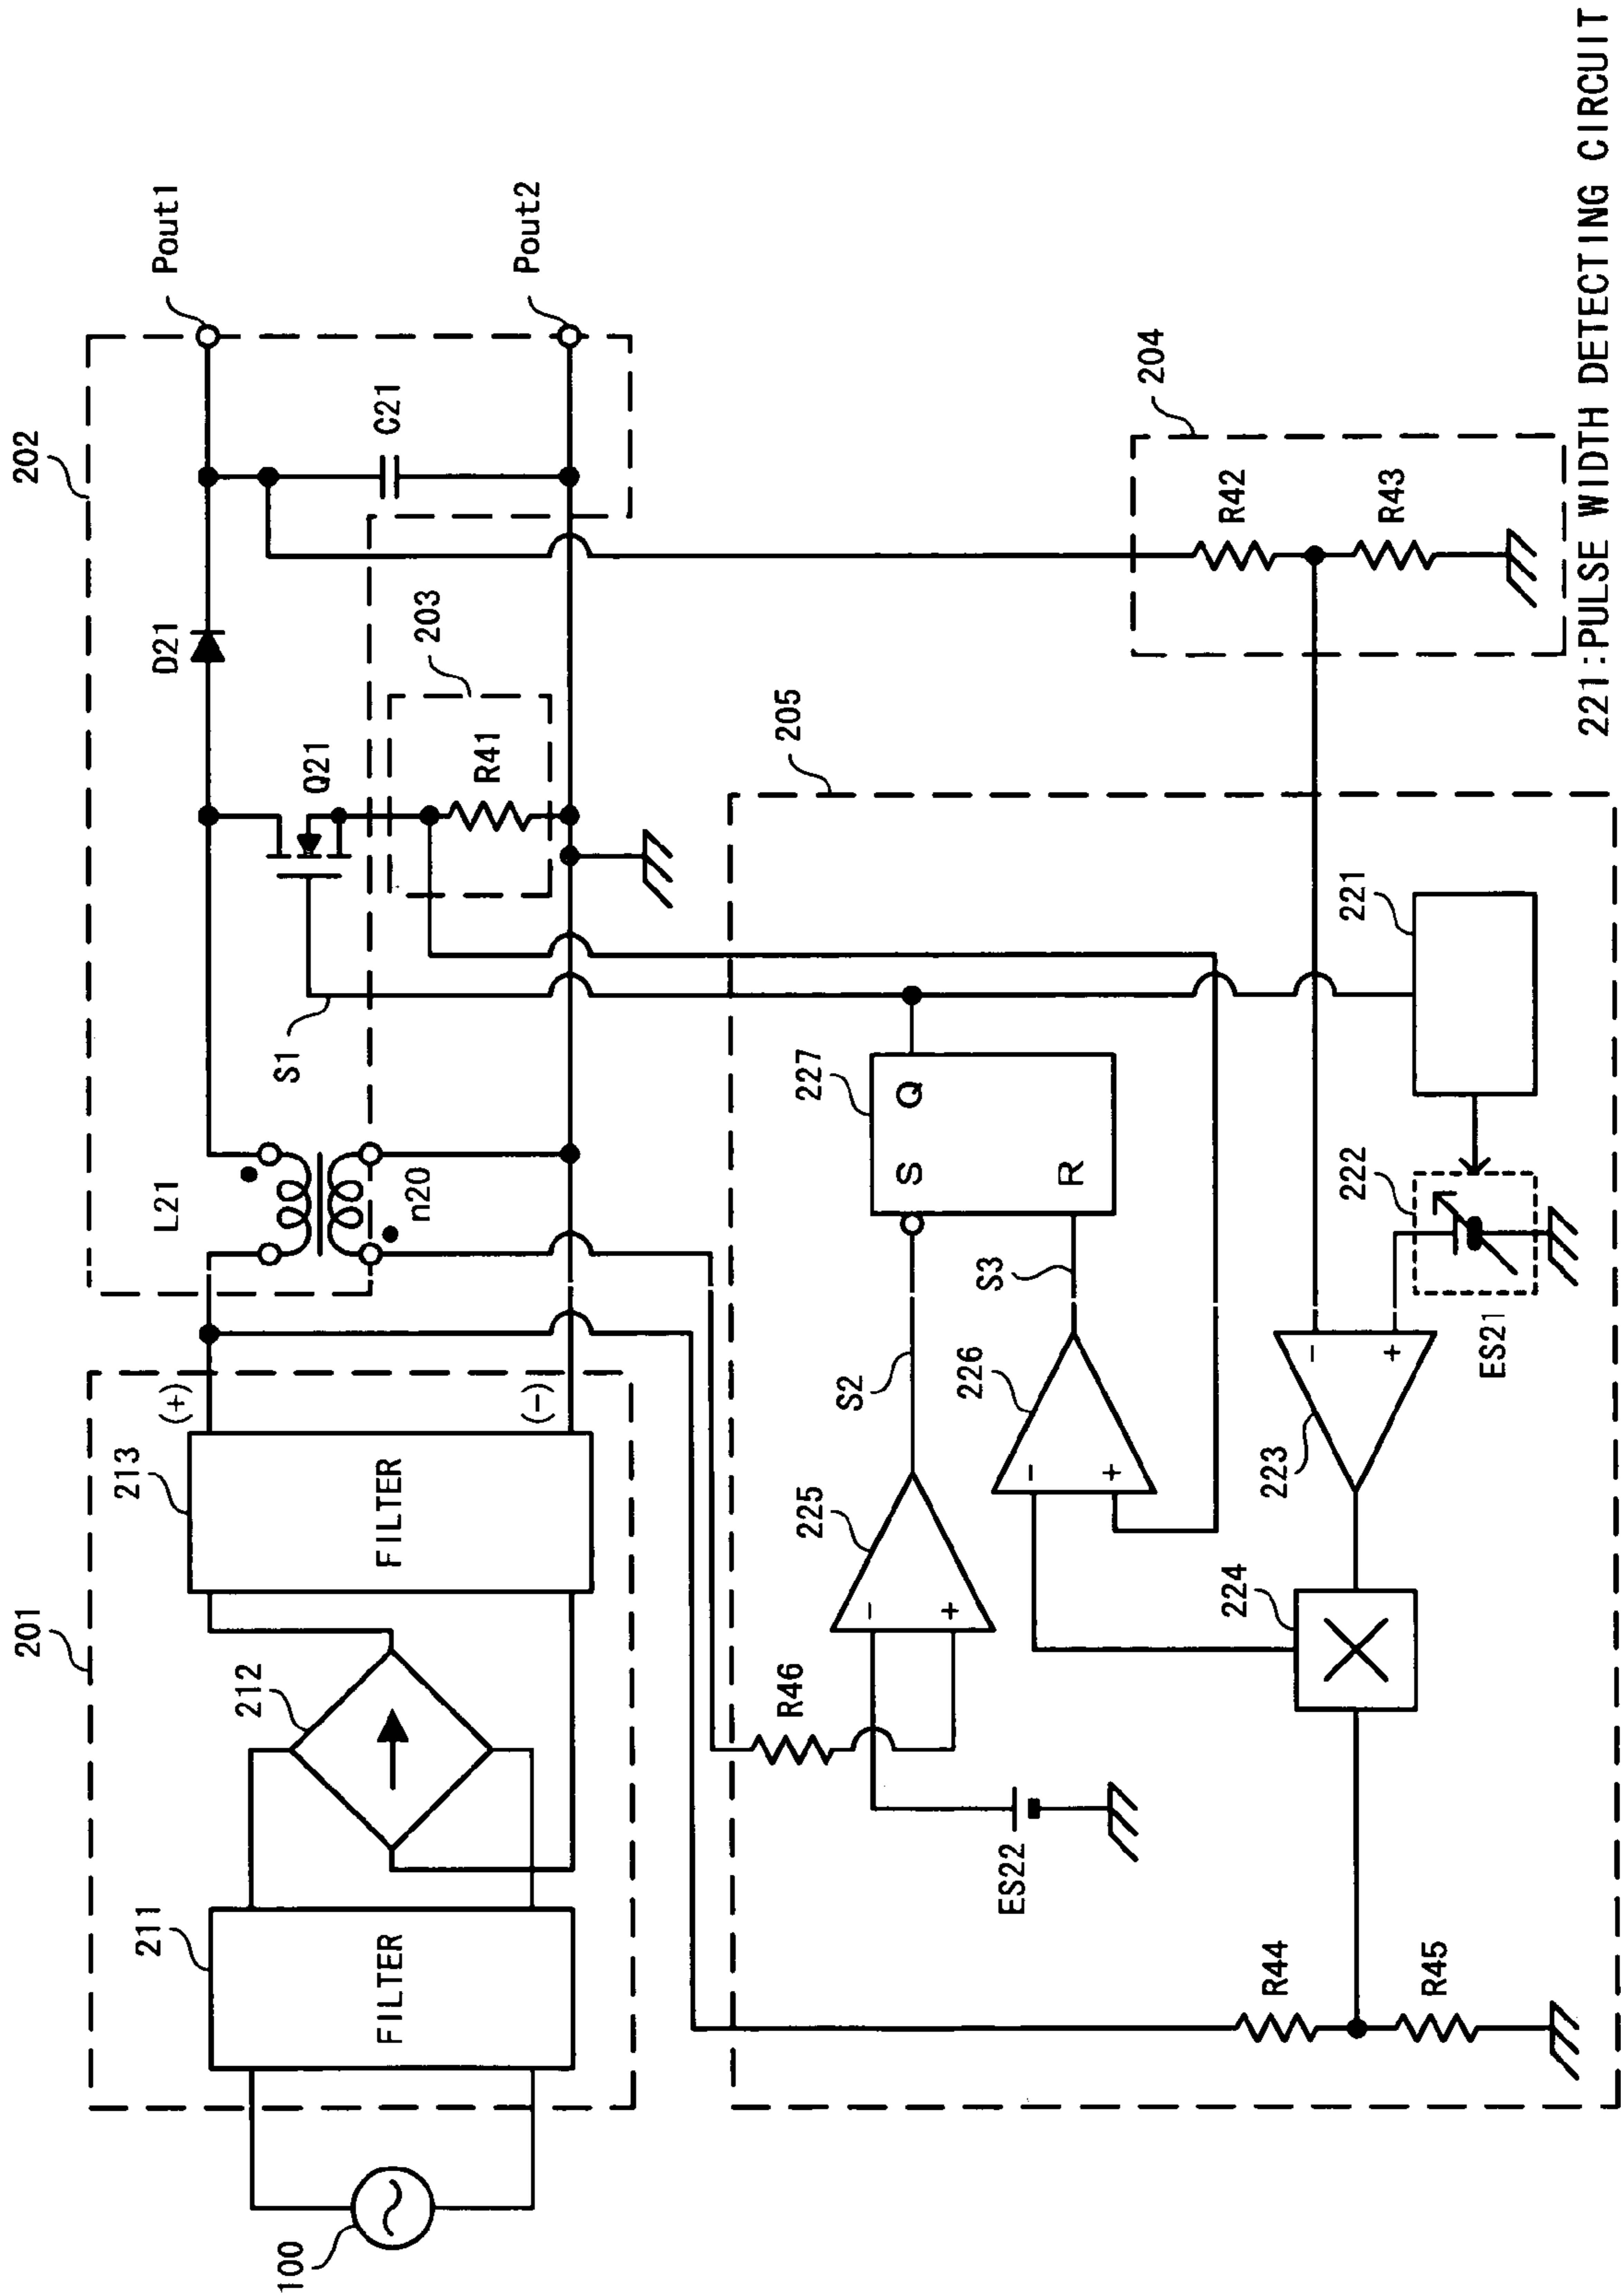 202
Pout1
Pout2
C21
D21
Q21
203
R41
S1
L21
n20
201
(+)
(-)
213
FILTER
212
211
FILTER
100
204
R42
R43
205
221
222
ES21
227
S
Q
R
S2
S3
225
-
+
226
-
+
223
-
+
224
R46
ES22
R44
R45
221:PULSE WIDTH DETECTING CIRCUIT